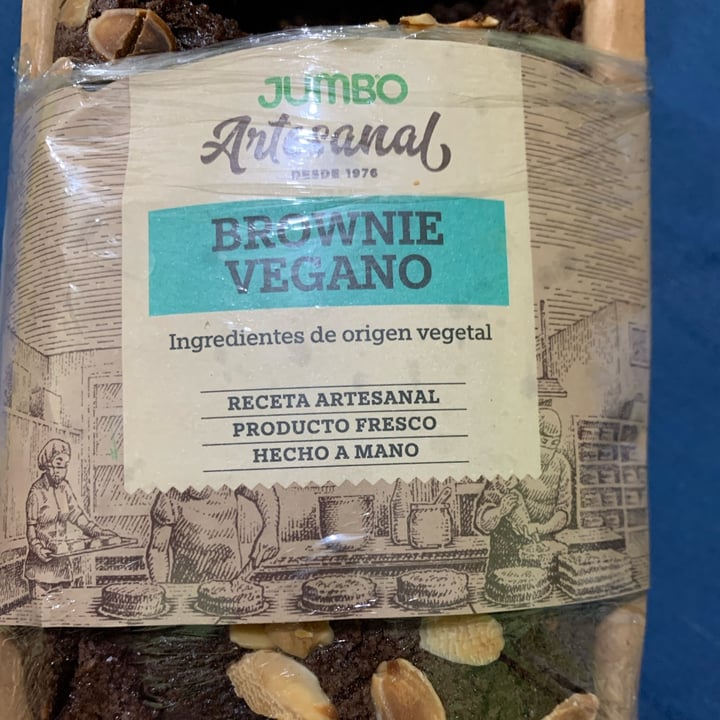 JUMBO
Artesanal
DESDE 1976
BROWNIE
VEGANO
Ingredientes de origen vegetal
RECETA ARTESANAL
PRODUCTO FRESCO
HECHO A MANO